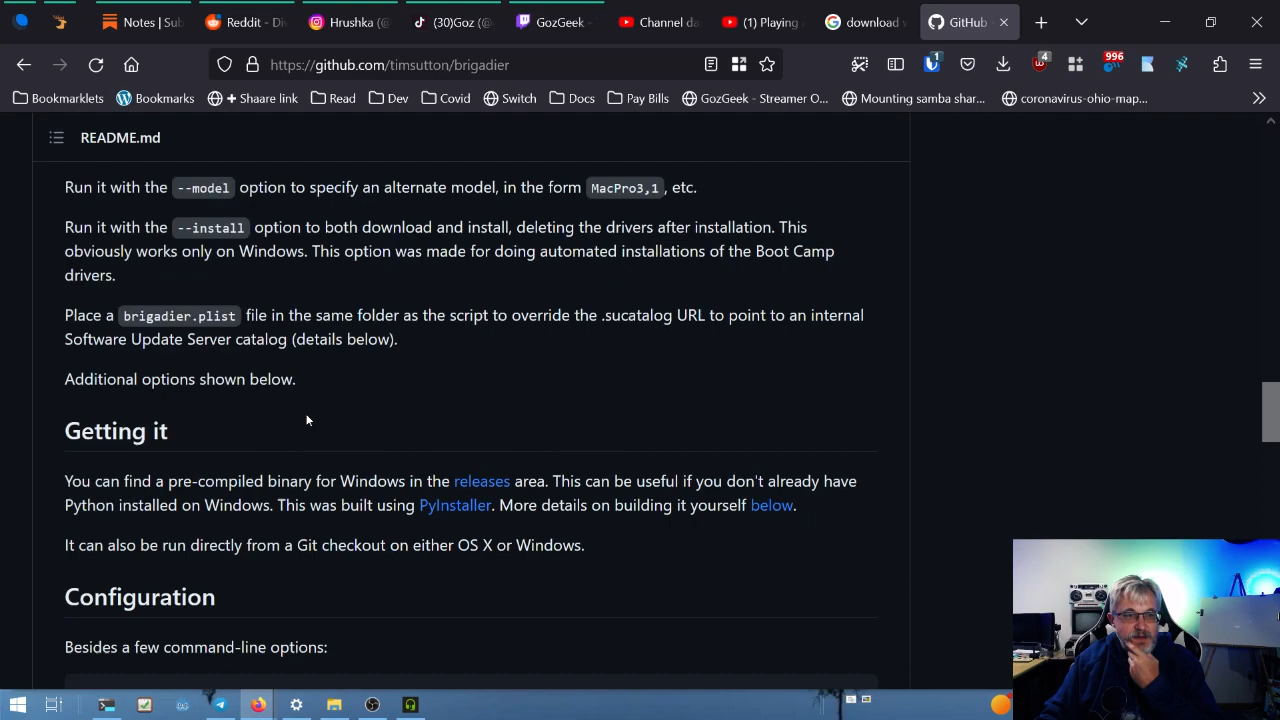 Notes | Sub
Reddit - Div
Hrushka (@
(30)Goz (@
GozGeek -
Channel da
(1) Playing
download v
GitHub
https://github.com/timsutton/brigadier
1
4
996
Bookmarklets
Bookmarks
+ Shaare link
Read
Dev
Covid
Switch
Docs
Pay Bills
GozGeek - Streamer O...
Mounting samba shar...
coronavirus-ohio-map...
README.md
Run it with the --model option to specify an alternate model, in the form MacPro3,1 , etc.
Run it with the --install option to both download and install, deleting the drivers after installation. This
obviously works only on Windows. This option was made for doing automated installations of the Boot Camp
drivers.
Place a brigadier.plist file in the same folder as the script to override the .sucatalog URL to point to an internal
Software Update Server catalog (details below).
Additional options shown below.
Getting it
You can find a pre-compiled binary for Windows in the releases area. This can be useful if you don't already have
Python installed on Windows. This was built using PyInstaller. More details on building it yourself below.
It can also be run directly from a Git checkout on either OS X or Windows.
Configuration
Besides a few command-line options: